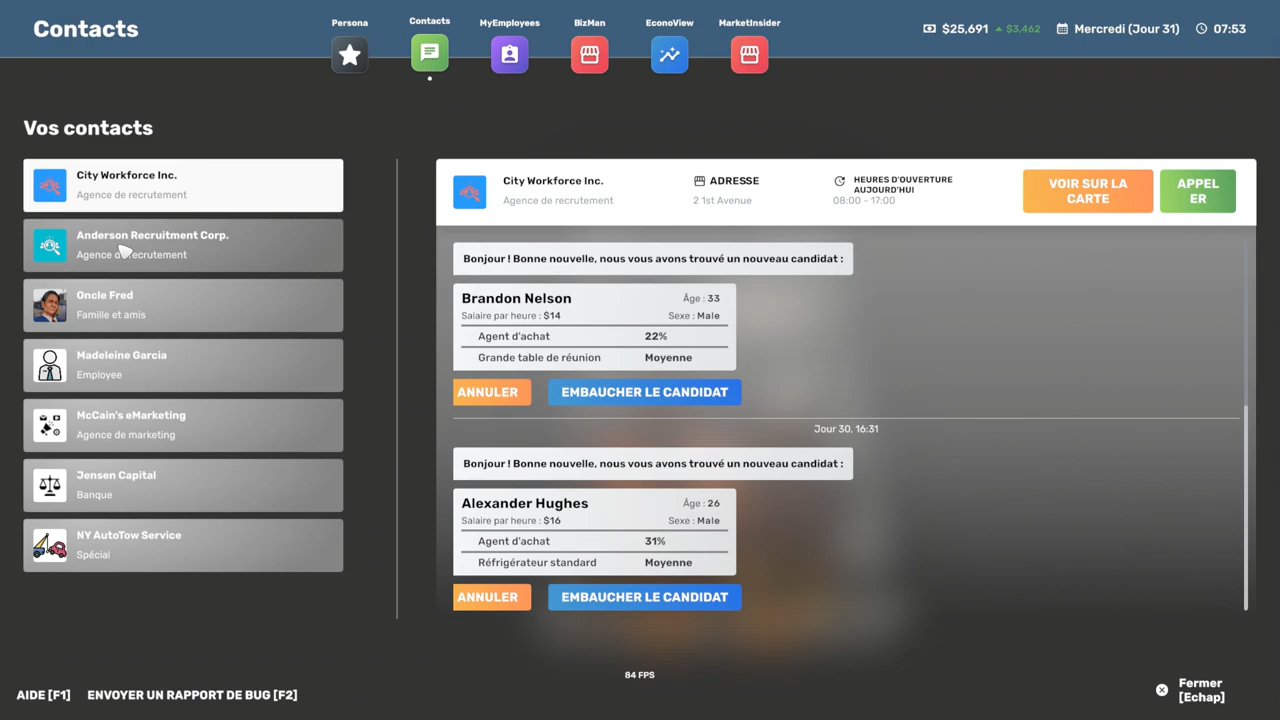 Contacts
Persona
Contacts
MyEmployees
BizMan
EconoView
MarketInsider
$25,691 $3,462
Mercredi (Jour 31)
07:53
Vos contacts
City Workforce Inc.
Agence de recrutement
Anderson Recruitment Corp.
Agence de recrutement
Oncle Fred
Famille et amis
Madeleine Garcia
Employee
McCain's eMarketing
Agence de marketing
Jensen Capital
Banque
NY AutoTow Service
Spécial
City Workforce Inc.
Agence de recrutement
ADRESSE
2 1st Avenue
HEURES D'OUVERTURE
AUJOURD'HUI
08:00 - 17:00
VOIR SUR LA
CARTE
APPEL
ER
Bonjour ! Bonne nouvelle, nous vous avons trouvé un nouveau candidat :
Brandon Nelson Âge : 33
Salaire par heure : $14 Sexe : Male
Agent d'achat 22%
Grande table de réunion Moyenne
ANNULER EMBAUCHER LE CANDIDAT
Jour 30, 16:31
Bonjour ! Bonne nouvelle, nous vous avons trouvé un nouveau candidat :
Alexander Hughes Âge : 26
Salaire par heure : $16 Sexe : Male
Agent d'achat 31%
Réfrigérateur standard Moyenne
ANNULER EMBAUCHER LE CANDIDAT
84 FPS
AIDE [F1] ENVOYER UN RAPPORT DE BUG [F2]
Fermer
[Echap]